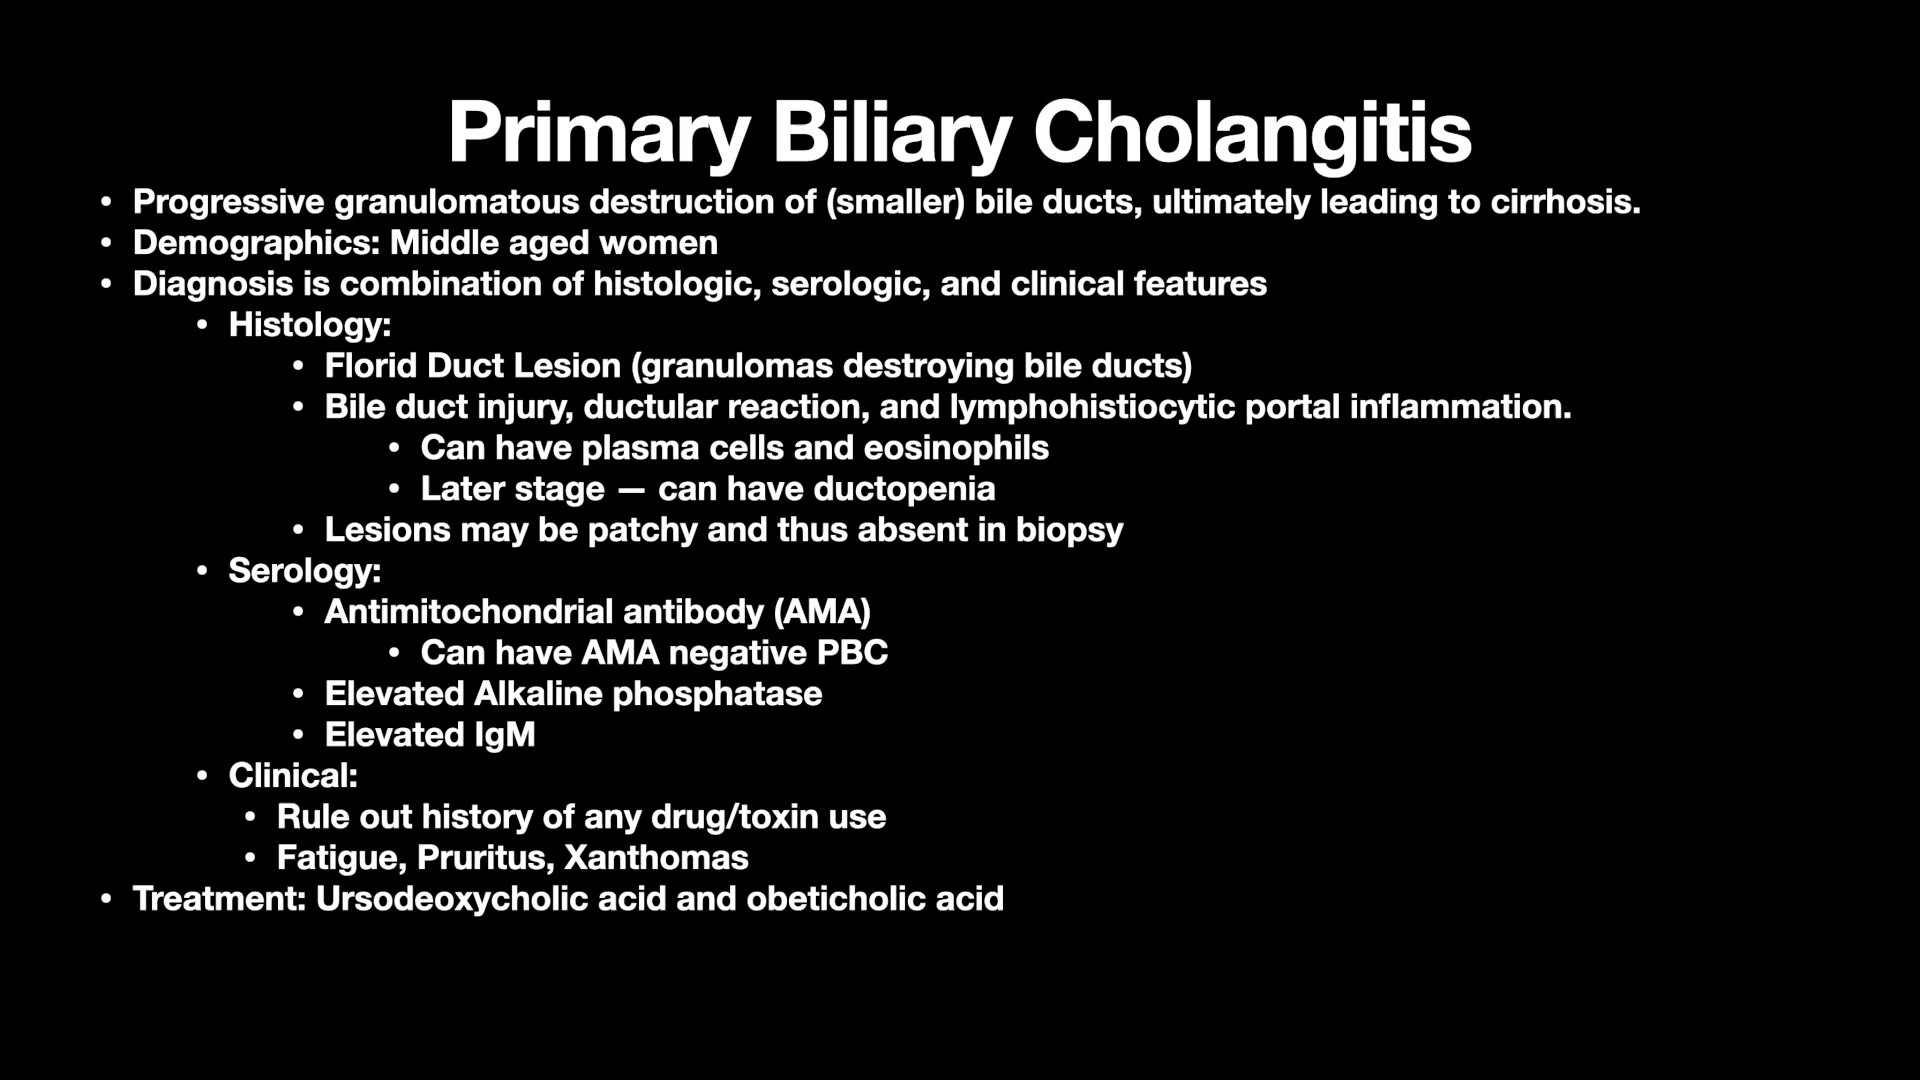 Primary Biliary Cholangitis
• Progressive granulomatous destruction of (smaller) bile ducts, ultimately leading to cirrhosis.
• Demographics: Middle aged women
• Diagnosis is combination of histologic, serologic, and clinical features
• Histology:
• Florid Duct Lesion (granulomas destroying bile ducts)
• Bile duct injury, ductular reaction, and lymphohistiocytic portal inflammation.
• Can have plasma cells and eosinophils
• Later stage — can have ductopenia
• Lesions may be patchy and thus absent in biopsy
• Serology:
• Antimitochondrial antibody (AMA)
• Can have AMA negative PBC
• Elevated Alkaline phosphatase
• Elevated IgM
• Clinical:
• Rule out history of any drug/toxin use
• Fatigue, Pruritus, Xanthomas
• Treatment: Ursodeoxycholic acid and obeticholic acid